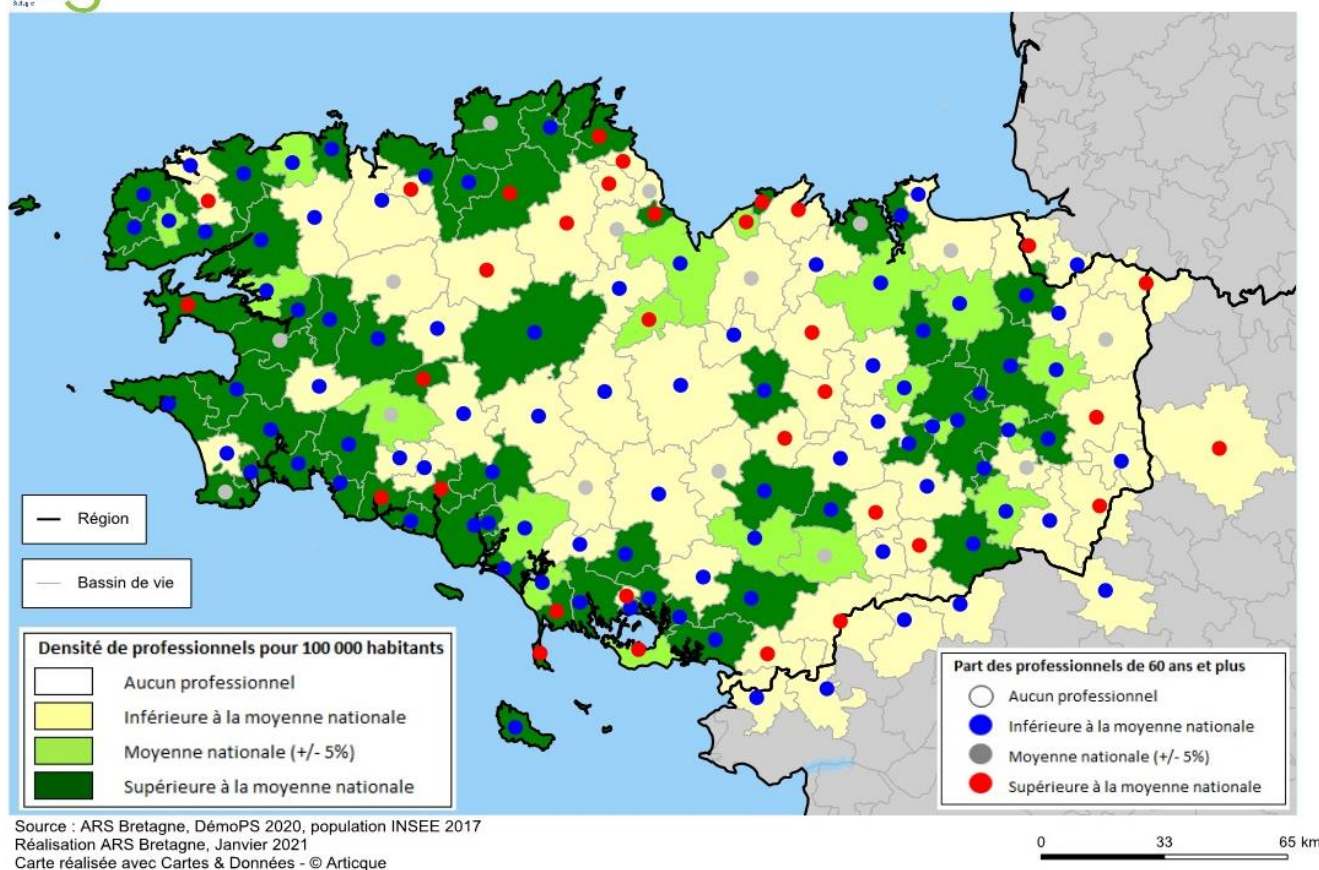 Région
Bassin de vie
Densité de professionnels pour 100 000 habitants
Aucun professionnel
Inférieure à la moyenne nationale
Moyenne nationale (+/- 5%)
Supérieure à la moyenne nationale
Part des professionnels de 60 ans et plus
Aucun professionnel
Inférieure à la moyenne nationale
Moyenne nationale (+/- 5%)
Supérieure à la moyenne nationale
Source : ARS Bretagne, DémoPS 2020, population INSEE 2017
Réalisation ARS Bretagne, Janvier 2021
Carte réalisée avec Cartes & Données - © Articque
0 33 65 km